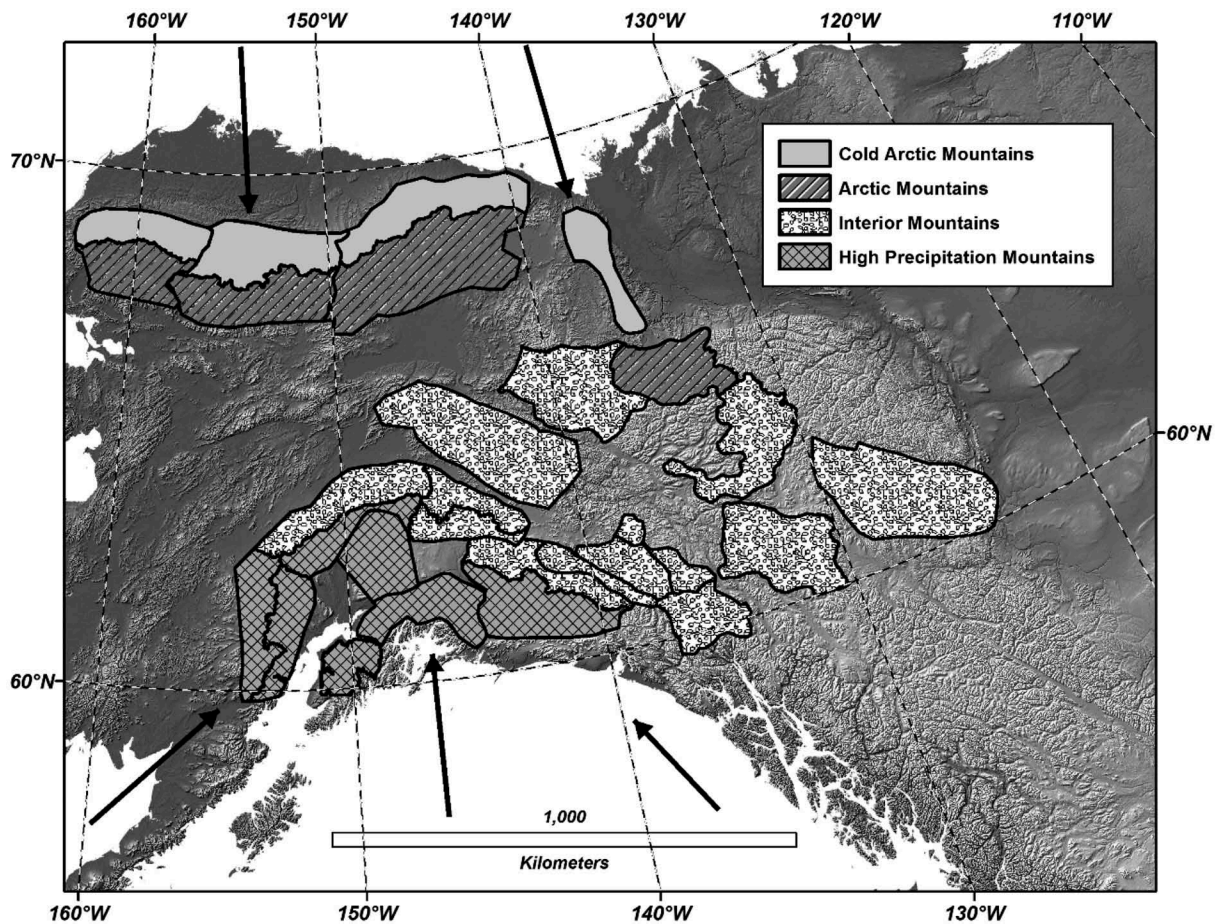 160°W
150°W
140°W
130°W
120°W
110°W
70°N
Cold Arctic Mountains
Arctic Mountains
Interior Mountains
High Precipitation Mountains
60°N
60°N
1,000
Kilometers
160°W
150°W
140°W
130°W